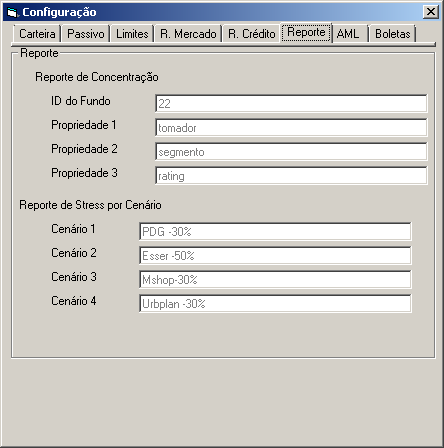 Configuração
Carteira Passivo Limites R. Mercado R. Crédito Reporte AML Boletas
Reporte
Reporte de Concentração
ID do Fundo 22
Propriedade 1 tomador
Propriedade 2 segmento
Propriedade 3 rating
Reporte de Stress por Cenário
Cenário 1 PDG -30%
Cenário 2 Esser -50%
Cenário 3 Mshop-30%
Cenário 4 Urbplan -30%